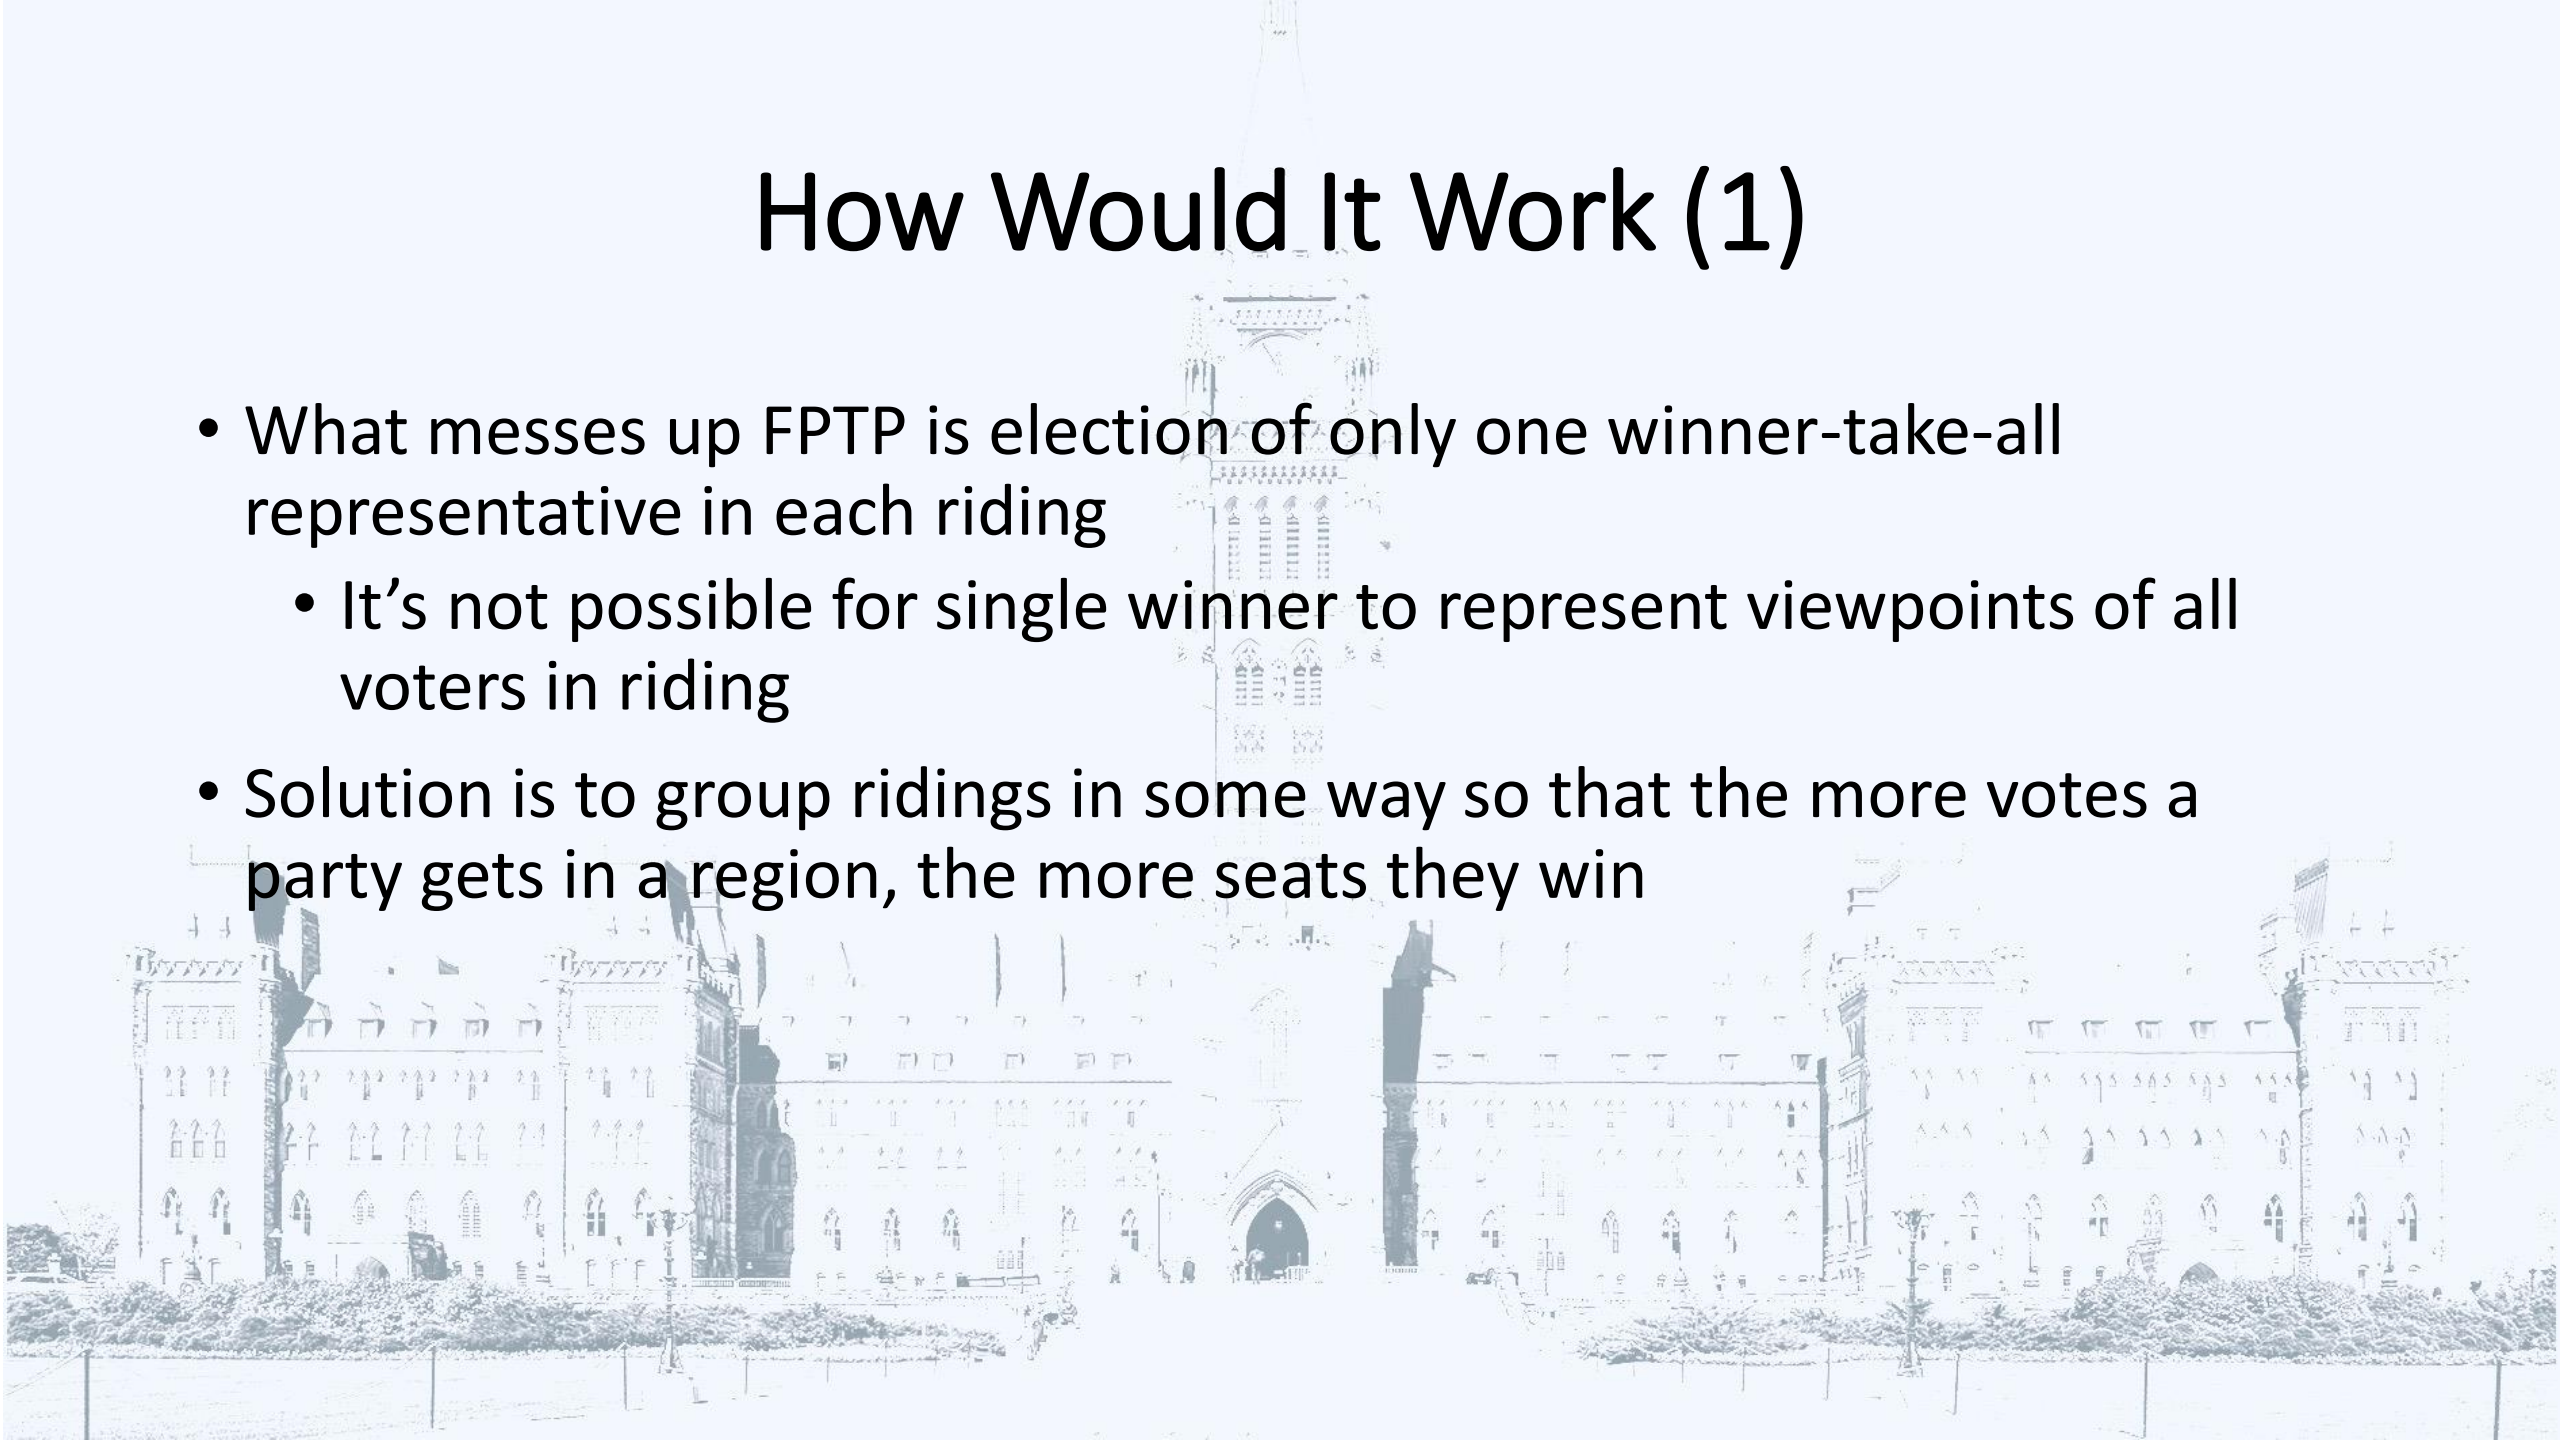 How Would It Work (1)
• What messes up FPTP is election of only one winner-take-all
representative in each riding
• It’s not possible for single winner to represent viewpoints of all
voters in riding
• Solution is to group ridings in some way so that the more votes a
party gets in a region, the more seats they win